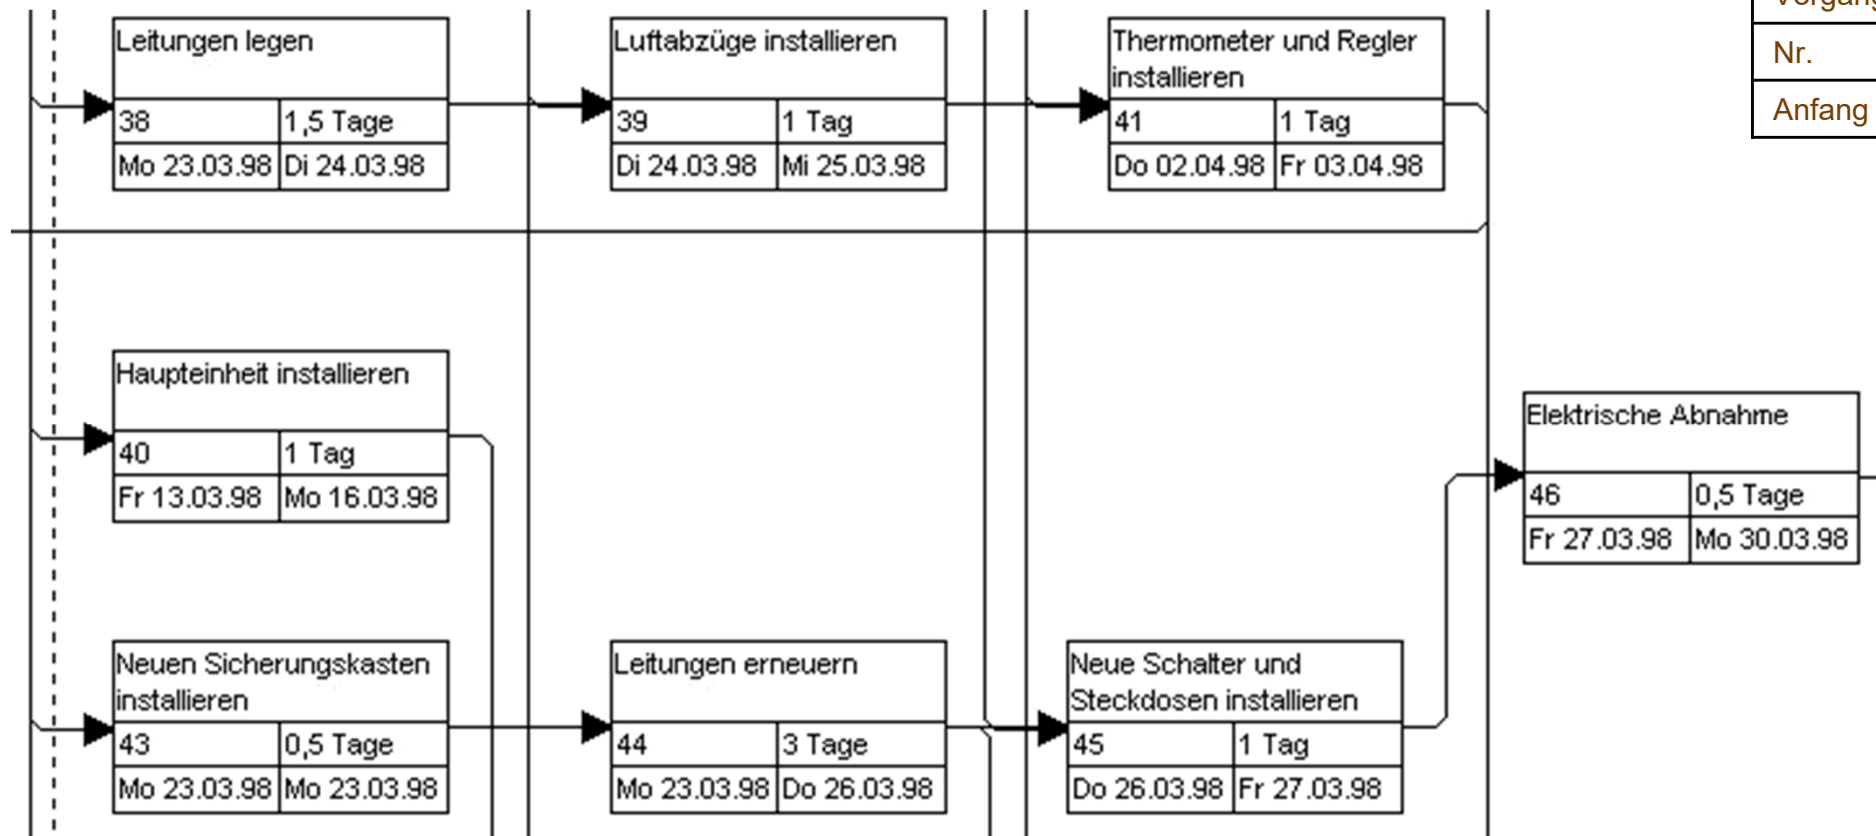 Leitungen legen
38 1,5 Tage
Mo 23.03.98 Di 24.03.98
Luftabzüge installieren
39 1 Tag
Di 24.03.98 Mi 25.03.98
Thermometer und Regler
installieren
41 1 Tag
Do 02.04.98 Fr 03.04.98
Nr.
Anfang
Haupteinheit installieren
40 1 Tag
Fr 13.03.98 Mo 16.03.98
Elektrische Abnahme
46 0,5 Tage
Fr 27.03.98 Mo 30.03.98
Neuen Sicherungskasten
installieren
43 0,5 Tage
Mo 23.03.98 Mo 23.03.98
Leitungen erneuern
44 3 Tage
Mo 23.03.98 Do 26.03.98
Neue Schalter und
Steckdosen installieren
45 1 Tag
Do 26.03.98 Fr 27.03.98